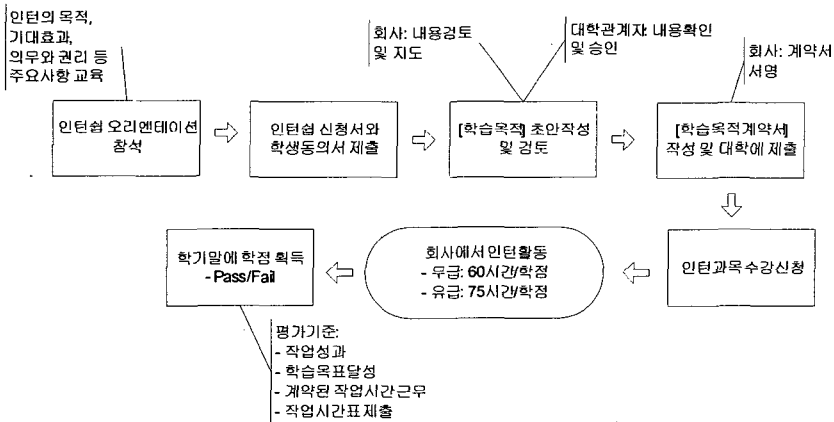 인턴의 목적,
기대효과,
의무와 권리 등
주요사항 교육
회사: 내용검토
및 지도
대학관계자: 내용확인
및 승인
회사: 계약서
서명
인턴쉽 오리엔테이션
참석
인턴쉽 신청서와
학생동의서 제출
[학습목적] 초안작성
및 검토
[학습목적계약서]
작성 및 대학에 제출
학기말에 학점 획득
- Pass/Fail
회사에서 인턴활동
- 무급: 60시간/학점
- 유급: 75시간/학점
인턴과목 수강신청
평가기준:
- 작업성과
- 학습목표달성
- 계약된 작업시간근무
- 작업시간표제출